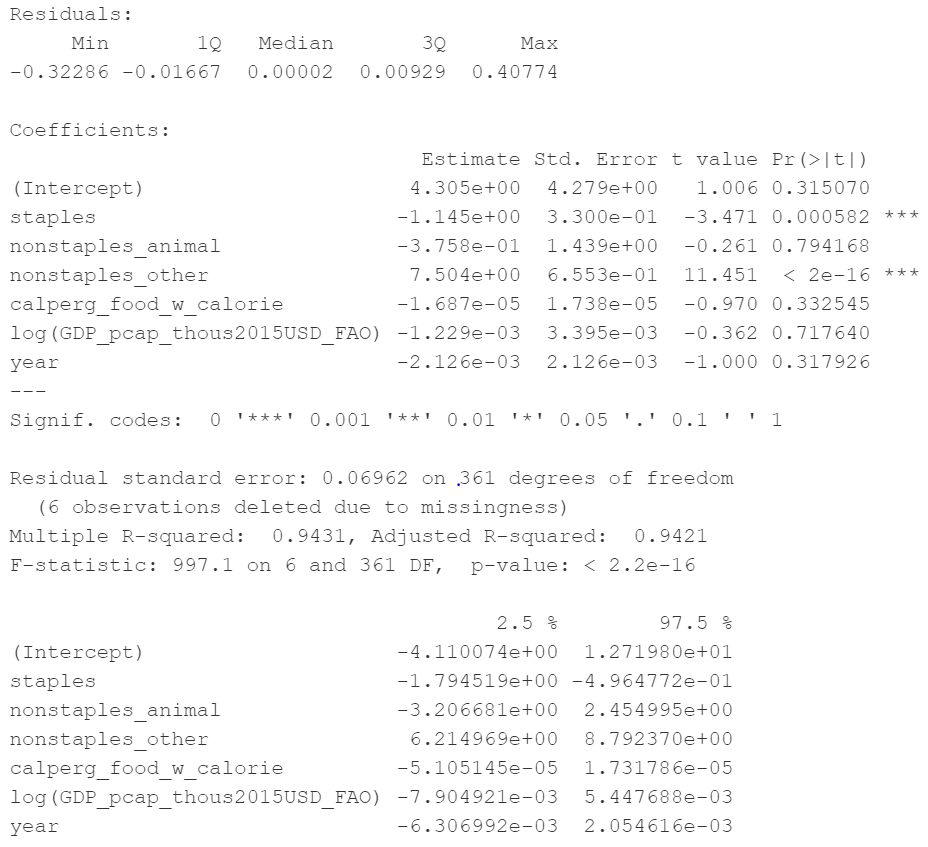 Residuals:
     Min       1Q   Median       3Q      Max
-0.32286 -0.01667  0.00002  0.00929  0.40774

Coefficients:
                                 Estimate Std. Error t value Pr(>|t|)
(Intercept)                     4.305e+00  4.279e+00   1.006 0.315070
staples                        -1.145e+00  3.300e-01  -3.471 0.000582 ***
nonstaples_animal              -3.758e-01  1.439e+00  -0.261 0.794168
nonstaples_other                7.504e+00  6.553e-01  11.451  < 2e-16 ***
calperg_food_w_calorie         -1.687e-05  1.738e-05  -0.970 0.332545
log(GDP_pcap_thous2015USD_FAO) -1.229e-03  3.395e-03  -0.362 0.717640
year                           -2.126e-03  2.126e-03  -1.000 0.317926
---
Signif. codes:  0 '***' 0.001 '**' 0.01 '*' 0.05 '.' 0.1 ' ' 1

Residual standard error: 0.06962 on 361 degrees of freedom
  (6 observations deleted due to missingness)
Multiple R-squared:  0.9431, Adjusted R-squared:  0.9421
F-statistic: 997.1 on 6 and 361 DF,  p-value: < 2.2e-16

                                       2.5 %        97.5 %
(Intercept)                    -4.110074e+00  1.271980e+01
staples                        -1.794519e+00 -4.964772e-01
nonstaples_animal              -3.206681e+00  2.454995e+00
nonstaples_other                6.214969e+00  8.792370e+00
calperg_food_w_calorie         -5.105145e-05  1.731786e-05
log(GDP_pcap_thous2015USD_FAO) -7.904921e-03  5.447688e-03
year                           -6.306992e-03  2.054616e-03